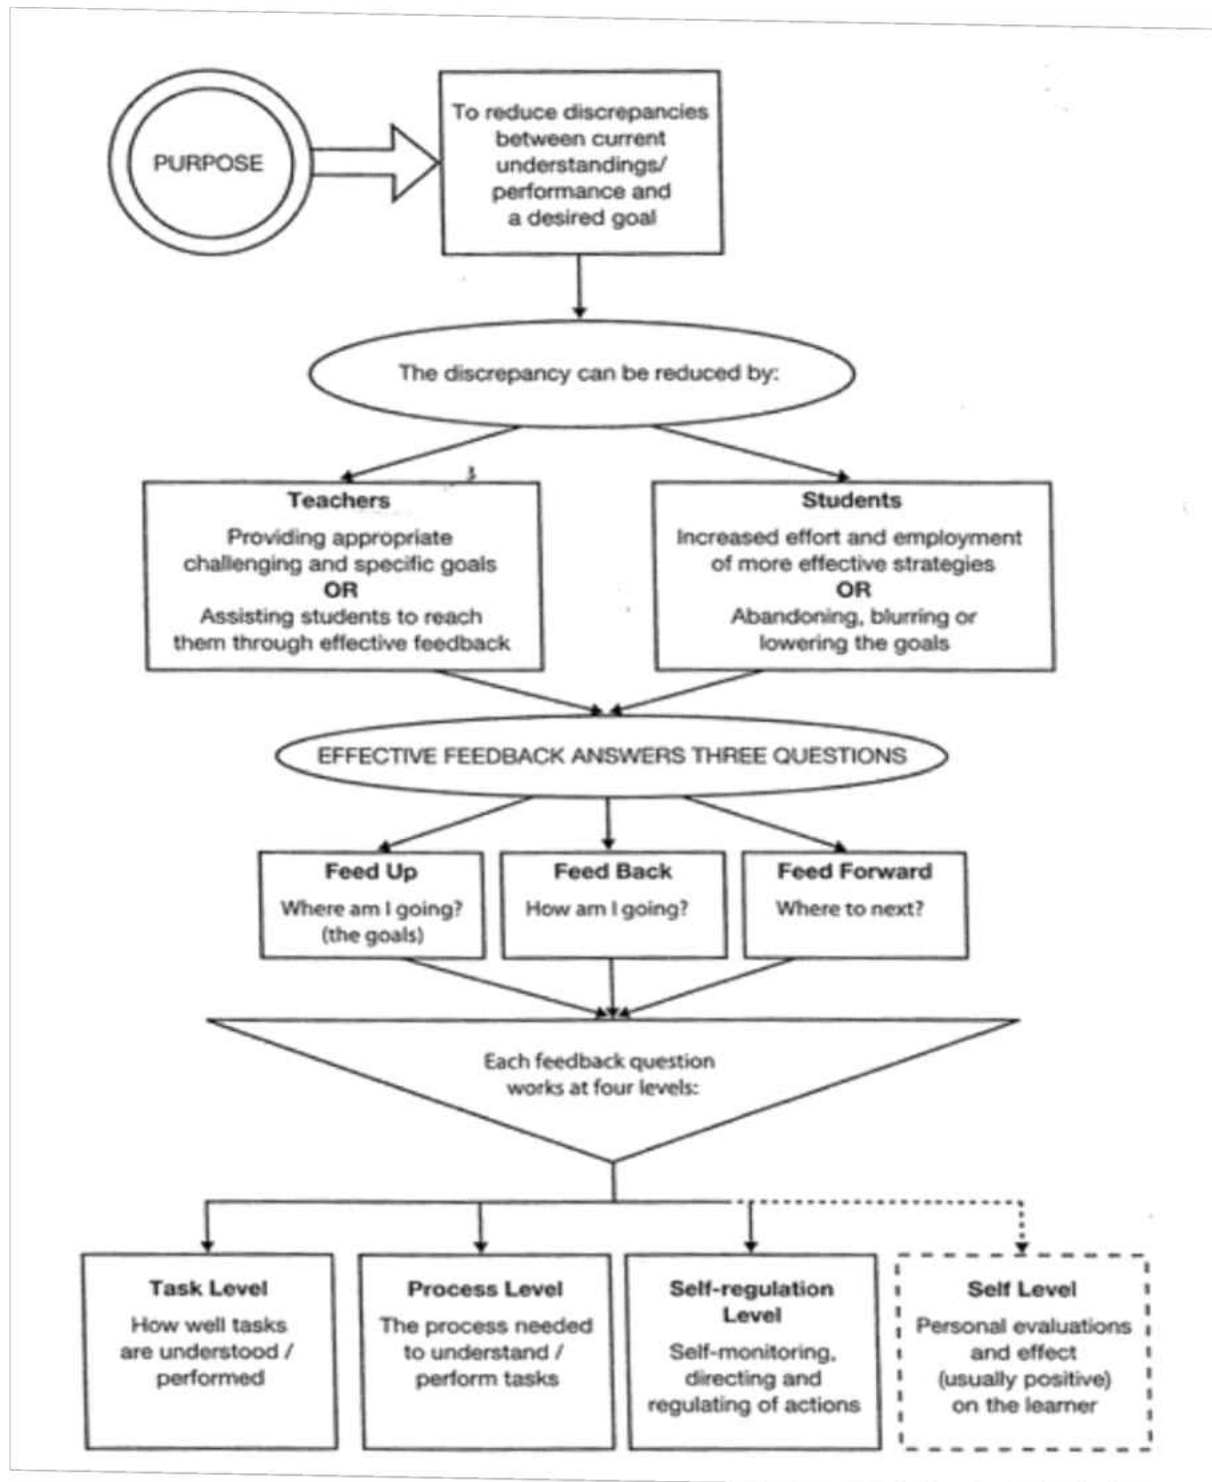 PURPOSE
To reduce discrepancies
between current
understandings/
performance and
a desired goal
The discrepancy can be reduced by:
Teachers
Providing appropriate
challenging and specific goals
OR
Assisting students to reach
them through effective feedback
Students
Increased effort and employment
of more effective strategies
OR
Abandoning, blurring or
lowering the goals
EFFECTIVE FEEDBACK ANSWERS THREE QUESTIONS
Feed Up
Where am I going?
(the goals)
Feed Back
How am I going?
Feed Forward
Where to next?
Each feedback question
works at four levels:
Task Level
How well tasks
are understood /
performed
Process Level
The process needed
to understand /
perform tasks
Self-regulation
Level
Self-monitoring,
directing and
regulating of actions
Self Level
Personal evaluations
and effect
(usually positive)
on the learner